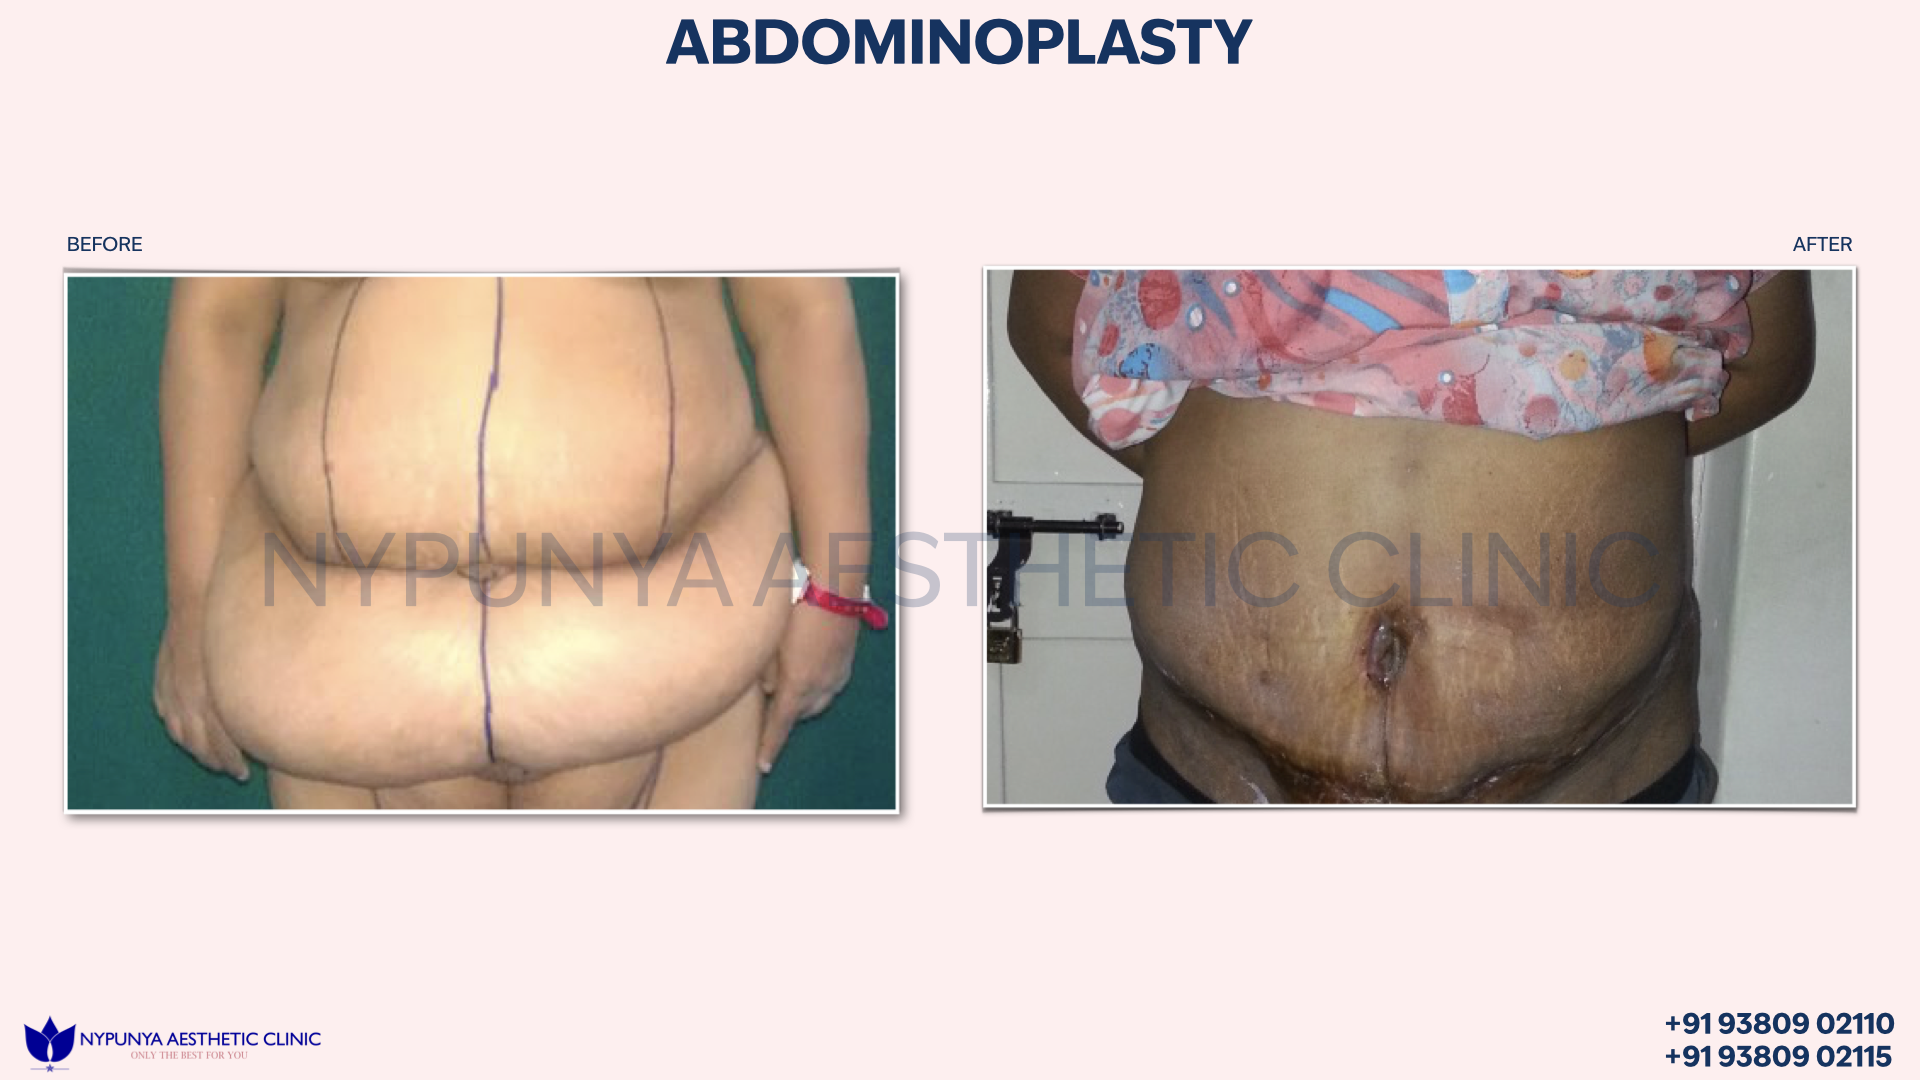 ABDOMINOPLASTY
BEFORE
AFTER
NYPUNYA AESTHETIC CLINIC
NYPUNYA AESTHETIC CLINIC
ONLY THE BEST FOR YOU
+91 93809 02110
+91 93809 02115